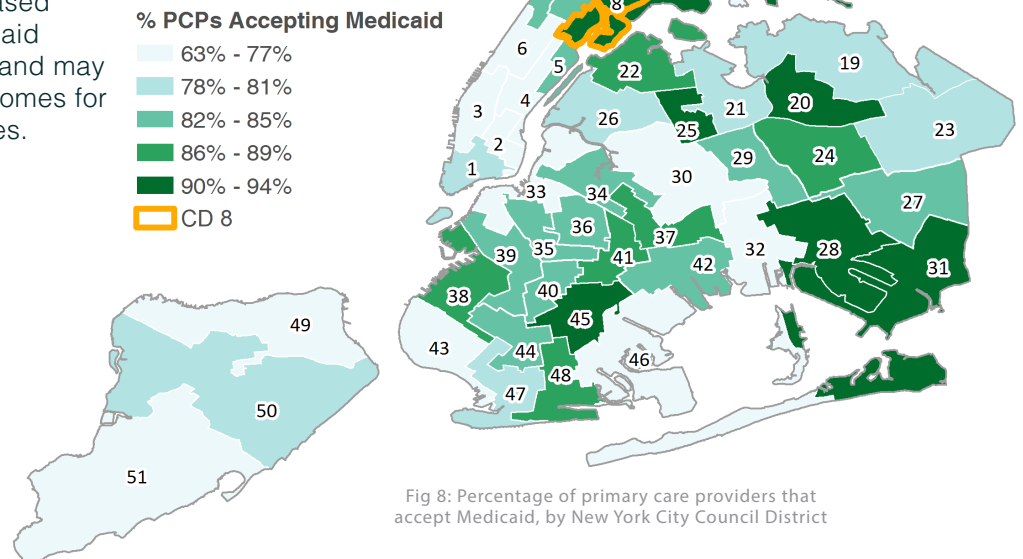 ased
aid
and may
omes for
es.
% PCPs Accepting Medicaid
63% - 77%
78% - 81%
82% - 85%
86% - 89%
90% - 94%
CD 8
8
6
5
22
19
3
4
26
21
20
25
23
2
1
29
24
30
33
34
27
36
37
39
35
41
42
32
28
31
38
40
45
49
43
44
46
48
47
50
51
Fig 8: Percentage of primary care providers that
accept Medicaid, by New York City Council District